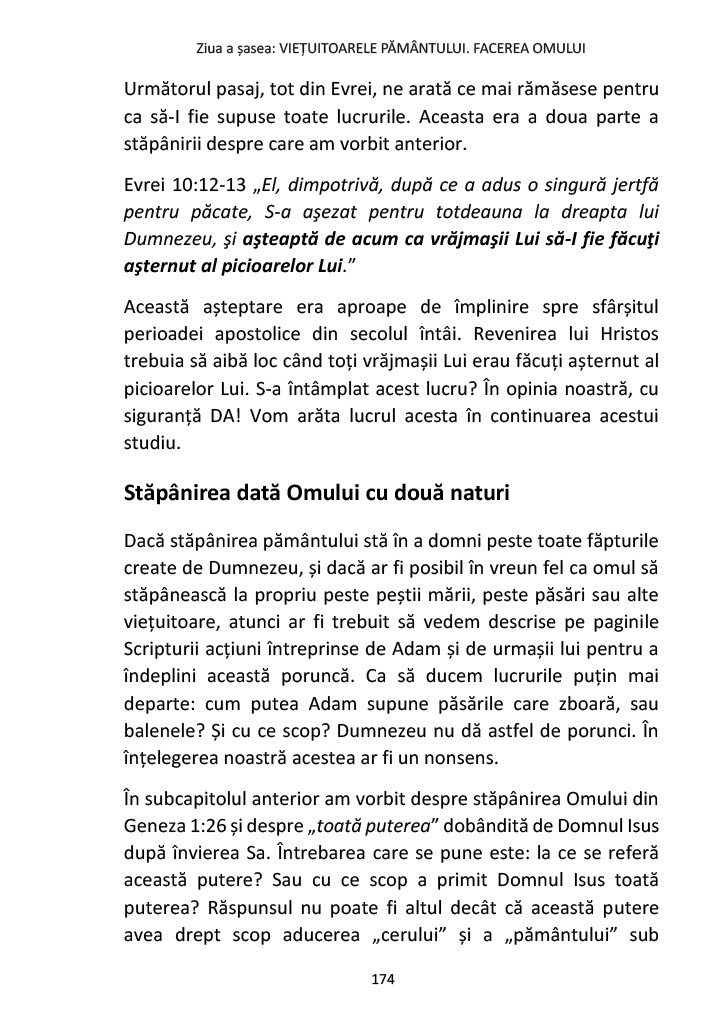 Ziua a șasea: VIEȚUITOARELE PĂMÂNTULUI. FACEREA OMULUI
Următorul pasaj, tot din Evrei, ne arată ce mai rămăsese pentru
ca să-I fie supuse toate lucrurile. Aceasta era a doua parte a
stăpânirii despre care am vorbit anterior.
Evrei 10:12-13 „El, dimpotrivă, după ce a adus o singură jertfă
pentru păcate, S-a aşezat pentru totdeauna la dreapta lui
Dumnezeu, şi aşteaptă de acum ca vrăjmaşii Lui să-I fie făcuţi
aşternut al picioarelor Lui.”
Această așteptare era aproape de împlinire spre sfârșitul
perioadei apostolice din secolul întâi. Revenirea lui Hristos
trebuia să aibă loc când toți vrăjmașii Lui erau făcuți așternut al
picioarelor Lui. S-a întâmplat acest lucru? În opinia noastră, cu
siguranță DA! Vom arăta lucrul acesta în continuarea acestui
studiu.
Stăpânirea dată Omului cu două naturi
Dacă stăpânirea pământului stă în a domni peste toate făpturile
create de Dumnezeu, și dacă ar fi posibil în vreun fel ca omul să
stăpânească la propriu peste peștii mării, peste păsări sau alte
viețuitoare, atunci ar fi trebuit să vedem descrise pe paginile
Scripturii acțiuni întreprinse de Adam și de urmașii lui pentru a
îndeplini această poruncă. Ca să ducem lucrurile puțin mai
departe: cum putea Adam supune păsările care zboară, sau
balenele? Și cu ce scop? Dumnezeu nu dă astfel de porunci. În
înțelegerea noastră acestea ar fi un nonsens.
În subcapitolul anterior am vorbit despre stăpânirea Omului din
Geneza 1:26 și despre „toată puterea” dobândită de Domnul Isus
după învierea Sa. Întrebarea care se pune este: la ce se referă
această putere? Sau cu ce scop a primit Domnul Isus toată
puterea? Răspunsul nu poate fi altul decât că această putere
avea drept scop aducerea „cerului” și a „pământului” sub
174